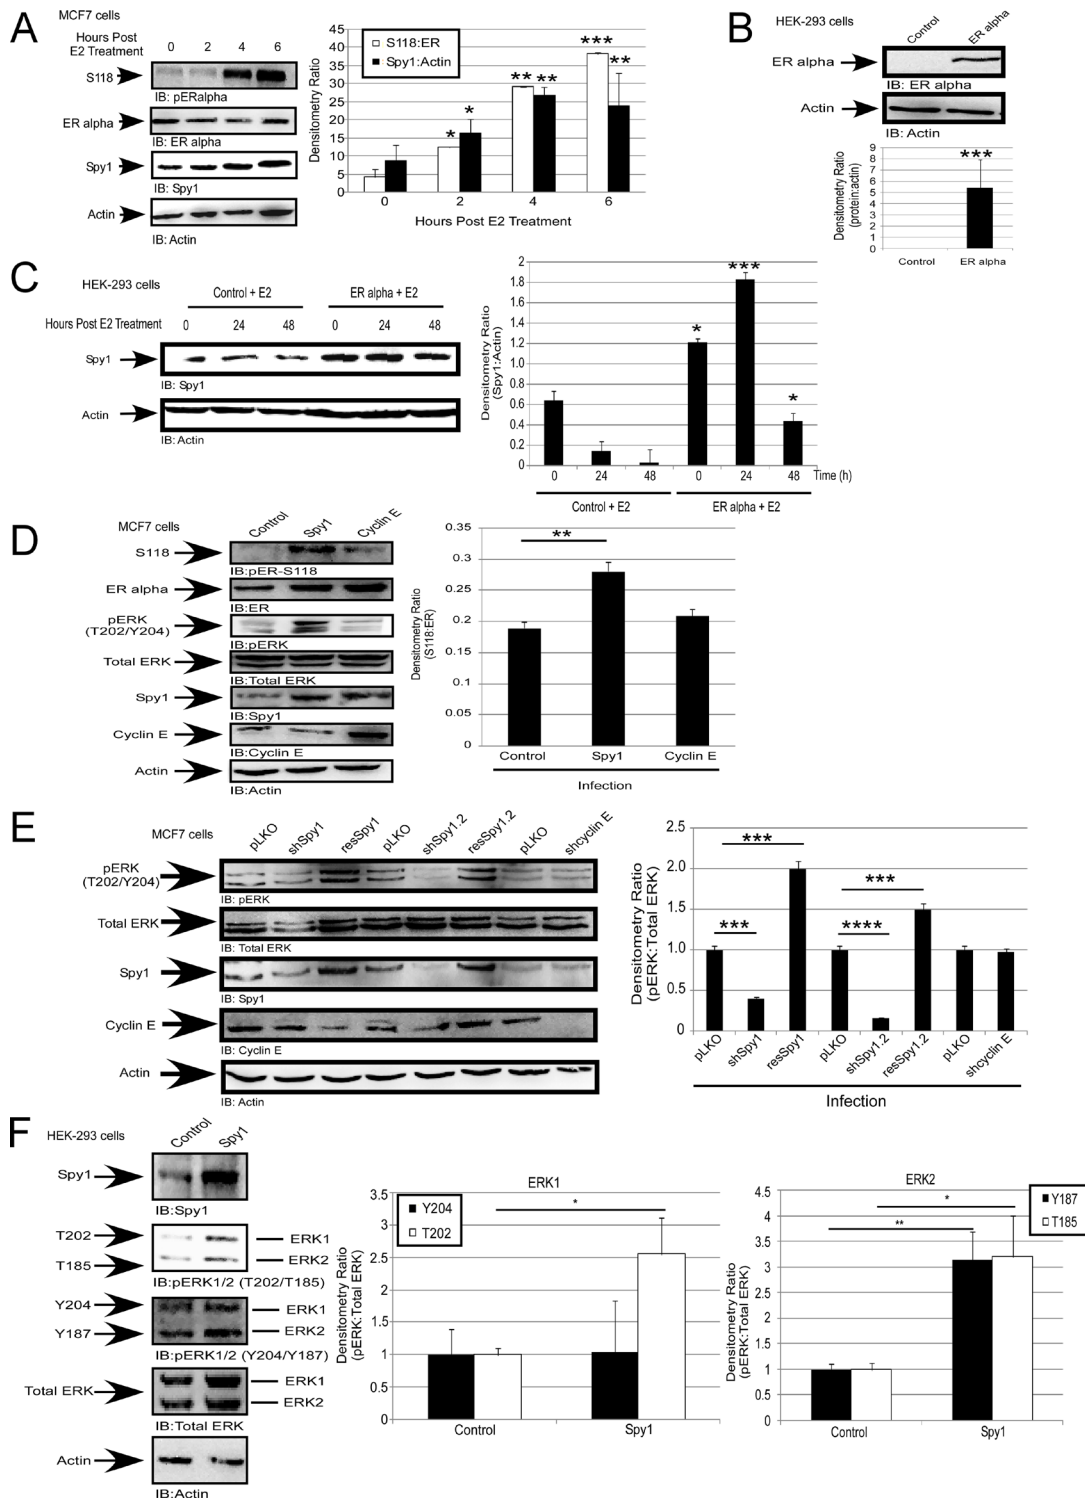 A
MCF7 cells
Hours Post
E2 Treatment
0 2 4 6
S118
IB: pERalpha
ER alpha
IB: ER alpha
Spy1
IB: Spy1
Actin
IB: Actin
Densitometry Ratio
45
40
35
30
25
20
15
10
5
0
S118:ER
Spy1:Actin
* * ** ** *** **
0 2 4 6
Hours Post E2 Treatment
B
HEK-293 cells
Control ER alpha
ER alpha
IB: ER alpha
Actin
IB: Actin
Densitometry Ratio
(protein:actin)
9
8
7
6
5
4
3
2
1
0
***
Control ER alpha
C
HEK-293 cells
Control + E2 ER alpha + E2
Hours Post E2 Treatment 0 24 48 0 24 48
Spy1
IB: Spy1
Actin
IB: Actin
Densitometry Ratio
(Spy1:Actin)
2
1.8
1.6
1.4
1.2
1.0
0.8
0.6
0.4
0.2
0
* *** *
0 24 48 0 24 48 Time (h)
Control + E2 ER alpha + E2
D
MCF7 cells
Control Spy1 Cyclin E
S118
IB:pER-S118
ER alpha
IB:ER
pERK
(T202/Y204)
IB:pERK
Total ERK
IB:Total ERK
Spy1
IB:Spy1
Cyclin E
IB:Cyclin E
Actin
IB:Actin
Densitometry Ratio
(S118:ER)
0.35
0.3
0.25
0.2
0.15
0.1
0.05
0
**
Control Spy1 Cyclin E
Infection
E
MCF7 cells
pLKO shSpy1 resSpy1 pLKO shSpy1.2 resSpy1.2 pLKO shcyclin E
pERK
(T202/Y204)
IB: pERK
Total ERK
IB: Total ERK
Spy1
IB: Spy1
Cyclin E
IB: Cyclin E
Actin
IB: Actin
Densitometry Ratio
(pERK:Total ERK)
2.5
2.0
1.5
1.0
0.5
0
*** *** **** ***
pLKO shSpy1 resSpy1 pLKO shSpy1.2 resSpy1.2 pLKO shcyclin E
Infection
F
HEK-293 cells
Control Spy1
Spy1
IB:Spy1
T202 ERK1
T185 ERK2
IB:pERK1/2 (T202/T185)
Y204 ERK1
Y187 ERK2
IB:pERK1/2 (Y204/Y187)
Total ERK ERK1
ERK2
IB:Total ERK
Actin
IB:Actin
ERK1
Densitometry Ratio
(pERK:Total ERK)
3.5
3
2.5
2
1.5
1
0.5
0
Y204
T202
*
Control Spy1
ERK2
Densitometry Ratio
(pERK:Total ERK)
4.5
4
3.5
3
2.5
2
1.5
1
0.5
0
Y187
T185
** *
Control Spy1